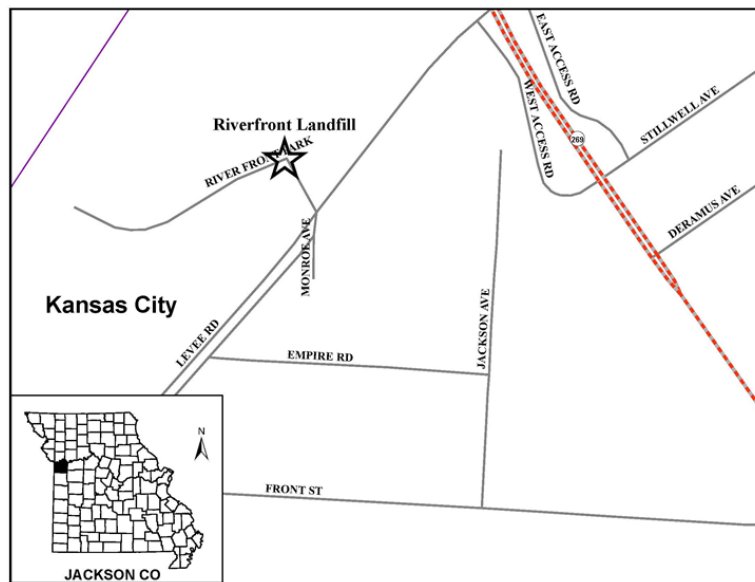 EAST ACCESS RD
WEST ACCESS RD
STILLWELL AVE
269
Riverfront Landfill
RIVER FRONT PARK
DERAMUS AVE
MONROE AVE
Kansas City
LEVEE RD
JACKSON AVE
EMPIRE RD
N
FRONT ST
JACKSON CO